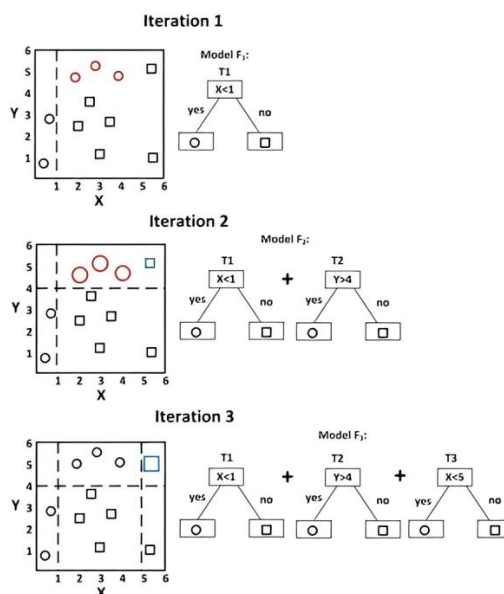 Iteration 1
Model F₁:
T1
X<1
yes
no
6
5
4
3
2
1
Y
1 2 3 4 5 6
X
Iteration 2
Model F₂:
T1
X<1
yes
no
+
T2
Y>4
yes
no
6
5
4
3
2
1
Y
1 2 3 4 5 6
X
Iteration 3
Model F₃:
T1
X<1
yes
no
+
T2
Y>4
yes
no
+
T3
X<5
yes
no
6
5
4
3
2
1
Y
1 2 3 4 5 6
X